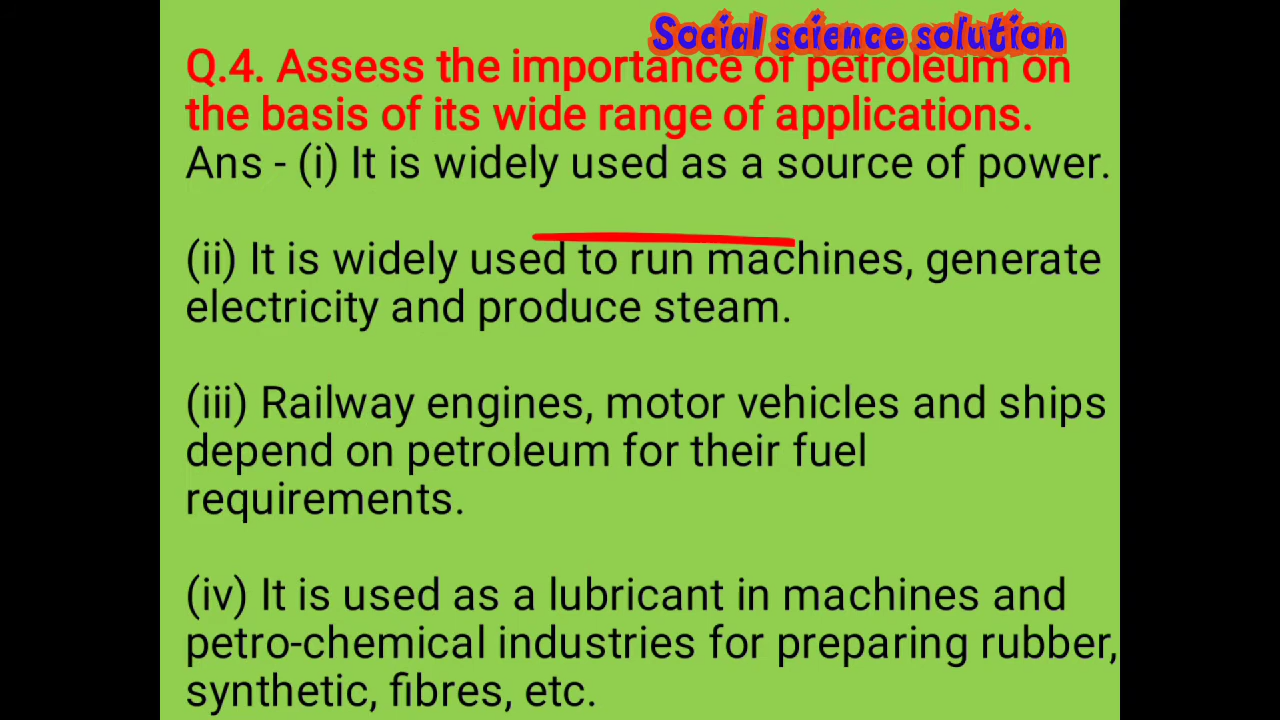 Social science solution
Q.4. Assess the importance of petroleum on
the basis of its wide range of applications.
Ans - (i) It is widely used as a source of power.
(ii) It is widely used to run machines, generate
electricity and produce steam.
(iii) Railway engines, motor vehicles and ships
depend on petroleum for their fuel
requirements.
(iv) It is used as a lubricant in machines and
petro-chemical industries for preparing rubber,
synthetic, fibres, etc.